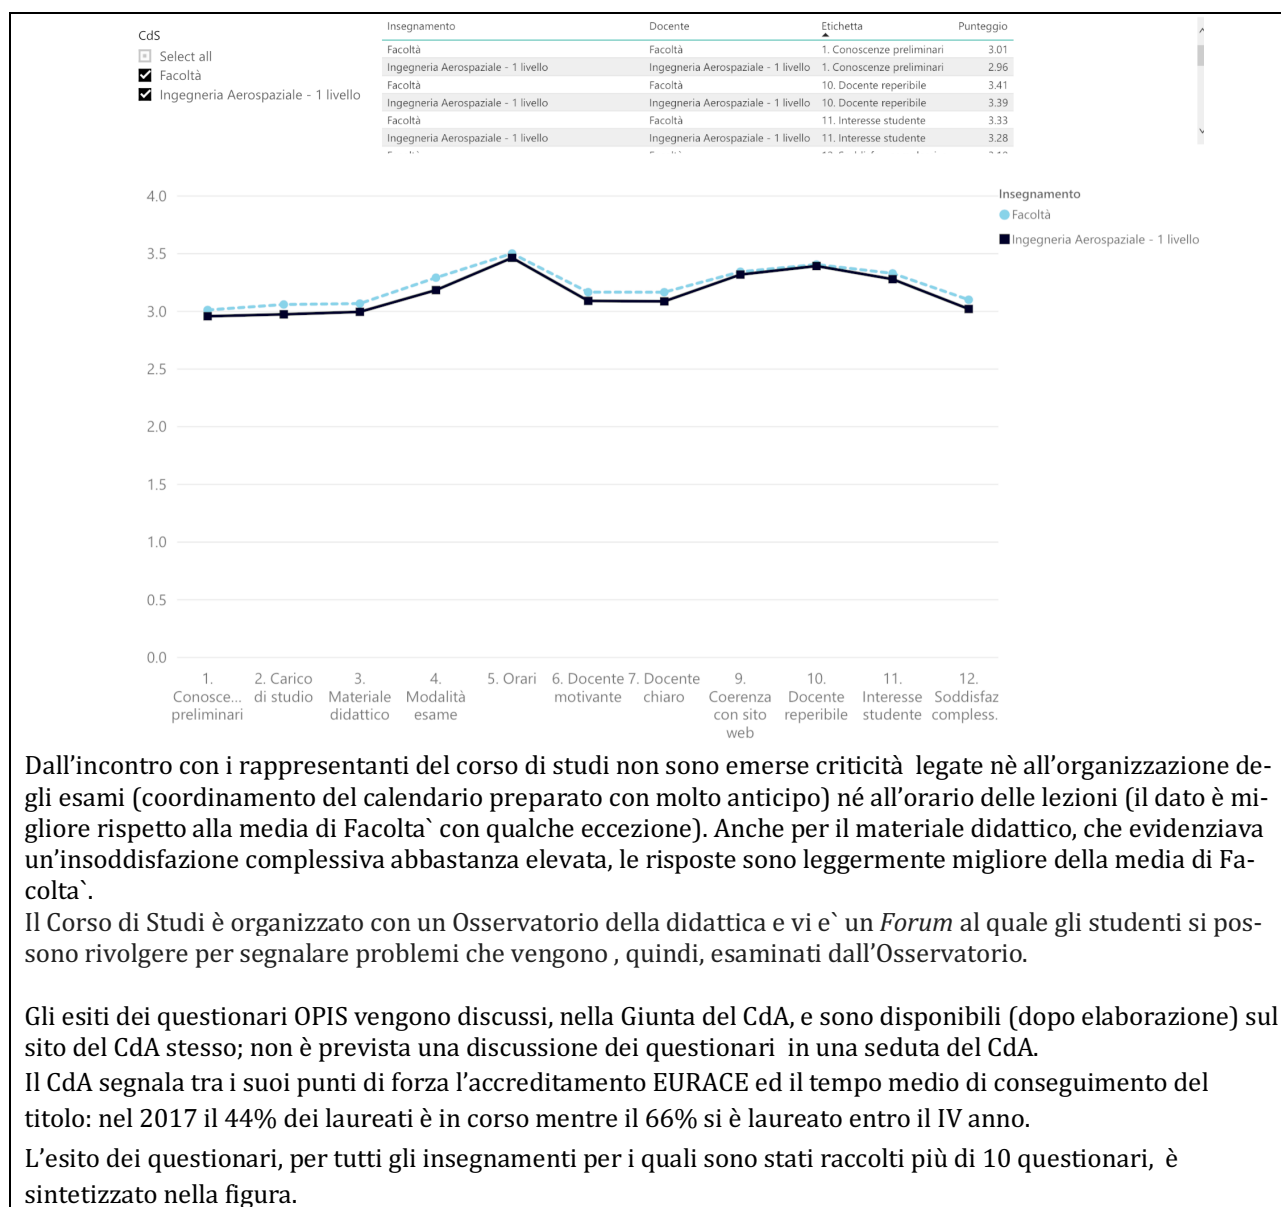 CdS
Select all
Facoltà
Ingegneria Aerospaziale - 1 livello
Insegnamento Docente Etichetta Punteggio
Facoltà Facoltà 1. Conoscenze preliminari 3.01
Ingegneria Aerospaziale - 1 livello Ingegneria Aerospaziale - 1 livello 1. Conoscenze preliminari 2.96
Facoltà Facoltà 10. Docente reperibile 3.41
Ingegneria Aerospaziale - 1 livello Ingegneria Aerospaziale - 1 livello 10. Docente reperibile 3.39
Facoltà Facoltà 11. Interesse studente 3.33
Ingegneria Aerospaziale - 1 livello Ingegneria Aerospaziale - 1 livello 11. Interesse studente 3.28
4.0
3.5
3.0
2.5
2.0
1.5
1.0
0.5
0.0
Insegnamento
Facoltà
Ingegneria Aerospaziale - 1 livello
1. Conosce... preliminari
2. Carico di studio
3. Materiale didattico
4. Modalità esame
5. Orari
6. Docente motivante
7. Docente chiaro
9. Coerenza con sito web
10. Docente reperibile
11. Interesse studente
12. Soddisfaz compless.
Dall'incontro con i rappresentanti del corso di studi non sono emerse criticità legate nè all'organizzazione de-
gli esami (coordinamento del calendario preparato con molto anticipo) né all'orario delle lezioni (il dato è mi-
gliore rispetto alla media di Facolta` con qualche eccezione). Anche per il materiale didattico, che evidenziava
un'insoddisfazione complessiva abbastanza elevata, le risposte sono leggermente migliore della media di Fa-
colta`.
Il Corso di Studi è organizzato con un Osservatorio della didattica e vi e` un Forum al quale gli studenti si pos-
sono rivolgere per segnalare problemi che vengono , quindi, esaminati dall'Osservatorio.
Gli esiti dei questionari OPIS vengono discussi, nella Giunta del CdA, e sono disponibili (dopo elaborazione) sul
sito del CdA stesso; non è prevista una discussione dei questionari in una seduta del CdA.
Il CdA segnala tra i suoi punti di forza l'accreditamento EURACE ed il tempo medio di conseguimento del
titolo: nel 2017 il 44% dei laureati è in corso mentre il 66% si è laureato entro il IV anno.
L'esito dei questionari, per tutti gli insegnamenti per i quali sono stati raccolti più di 10 questionari, è
sintetizzato nella figura.